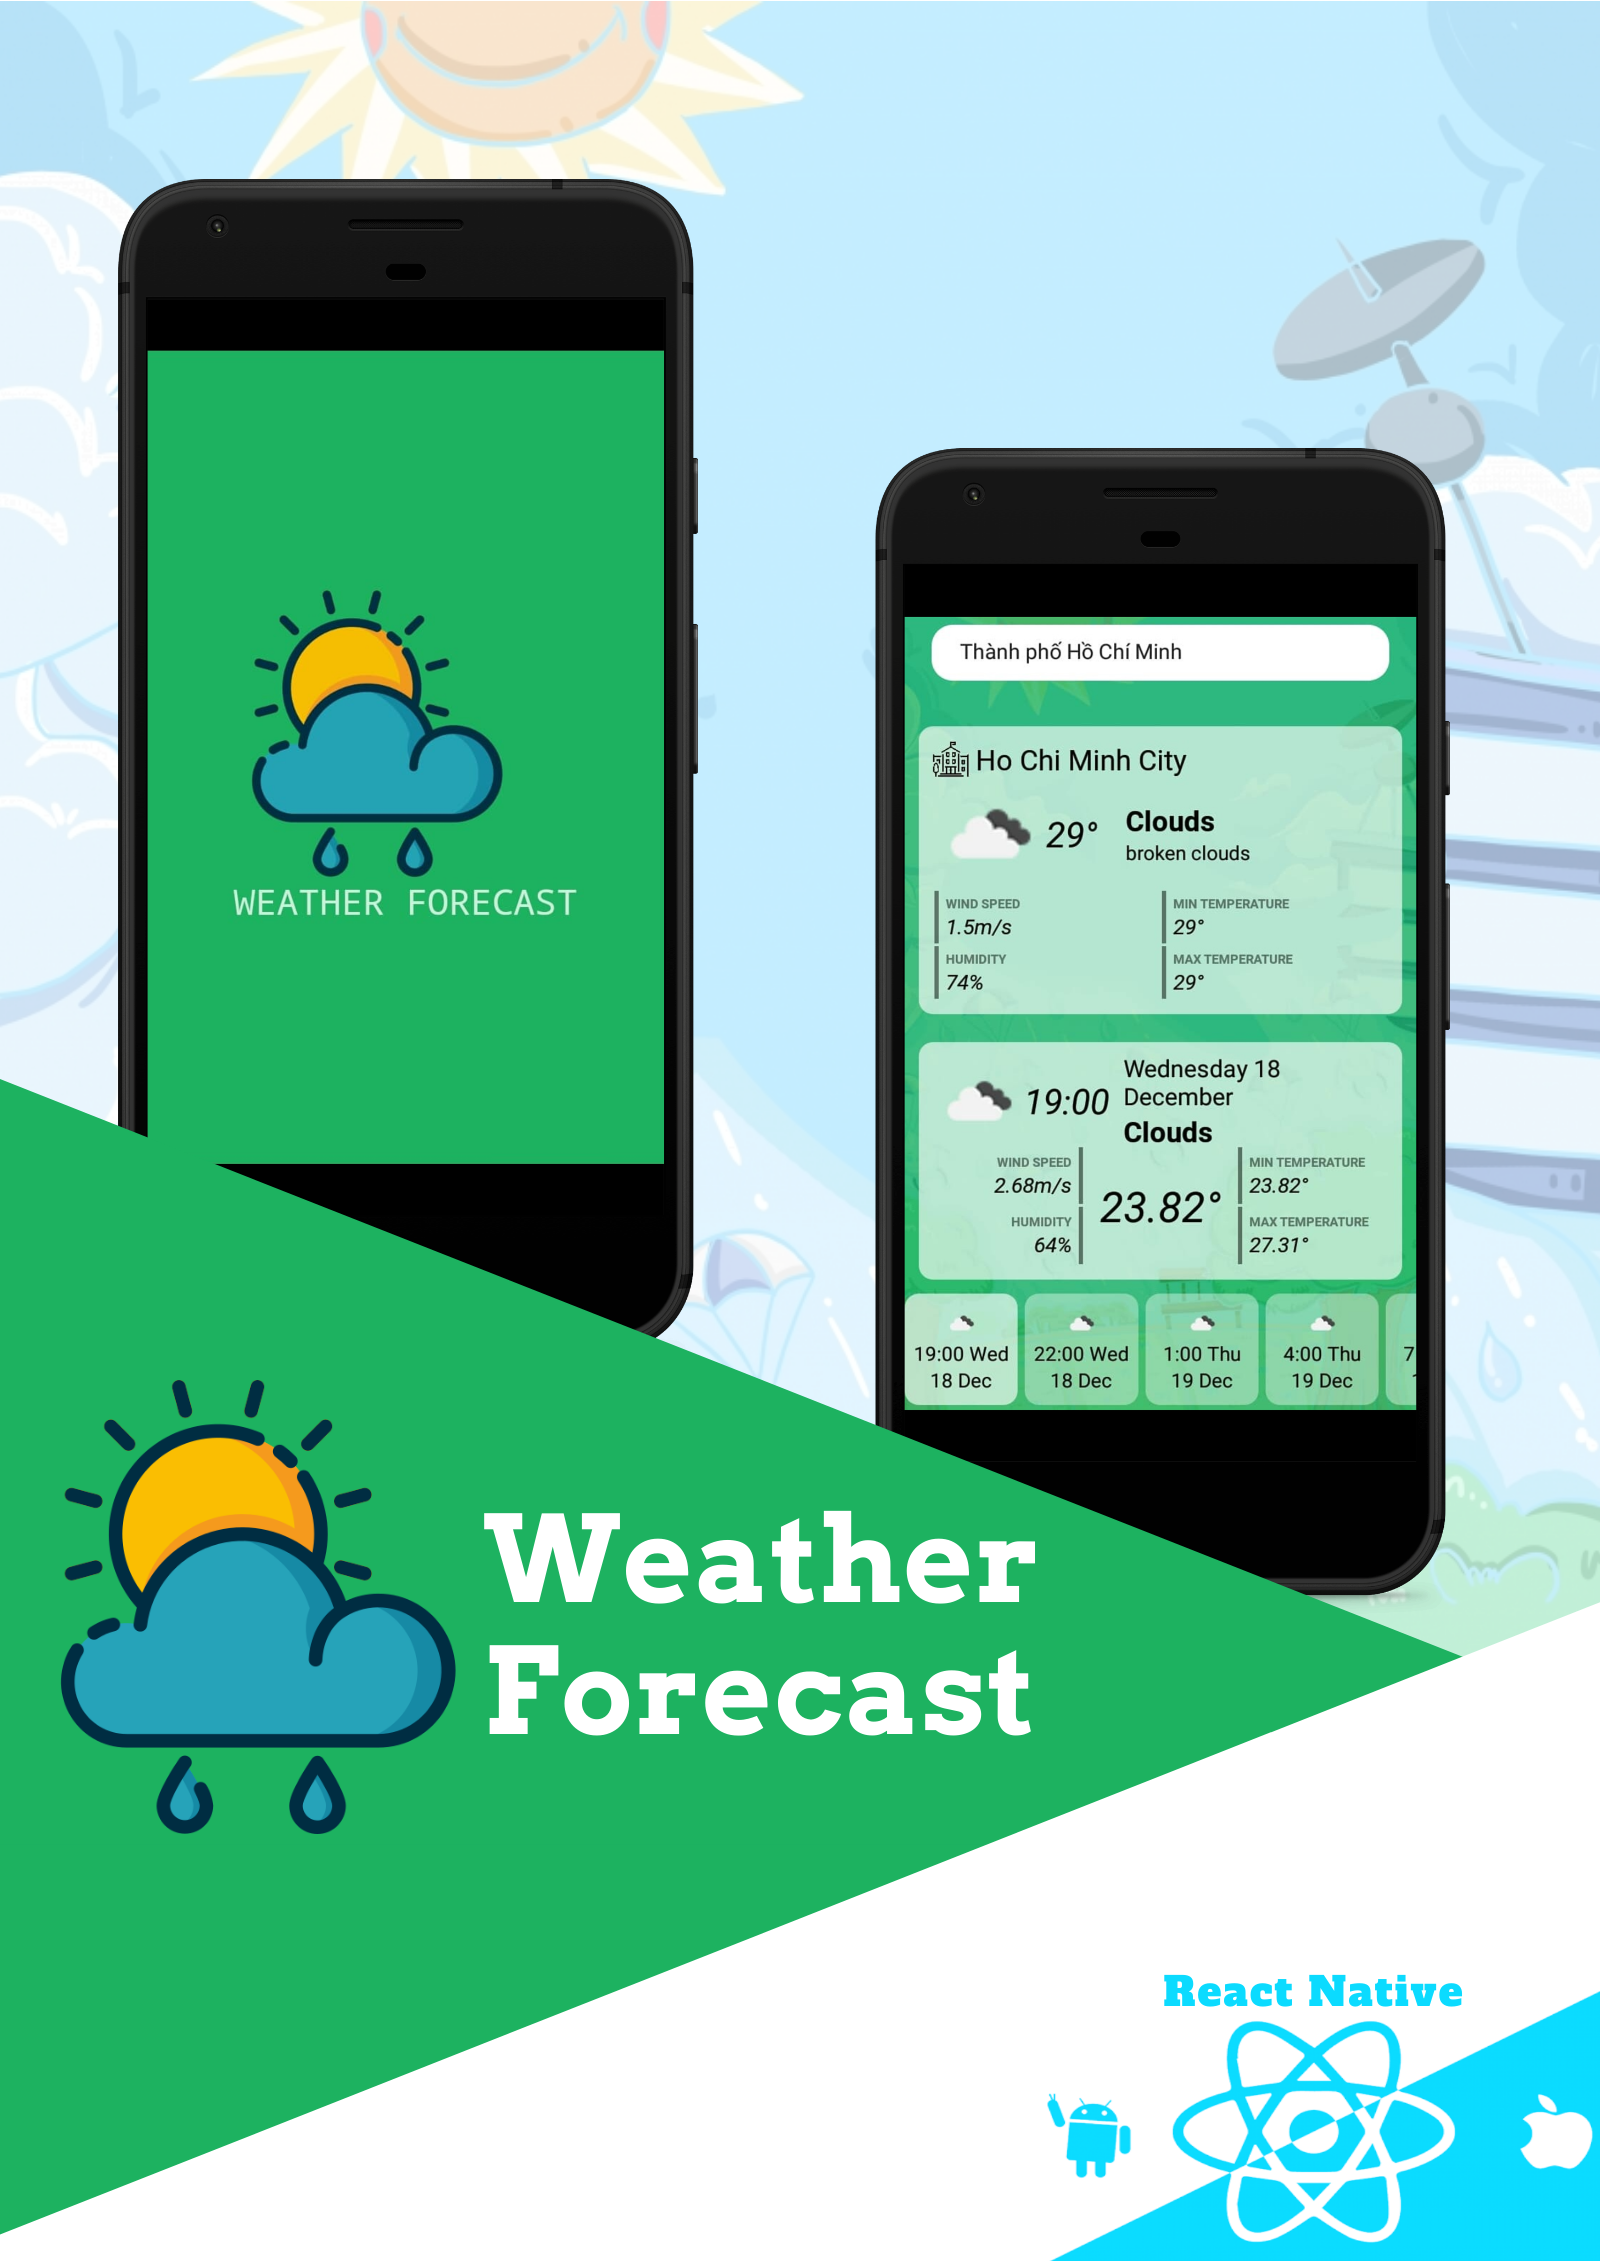 WEATHER FORECAST
Thành phố Hồ Chí Minh
Ho Chi Minh City
29°
Clouds
broken clouds
WIND SPEED
1.5m/s
MIN TEMPERATURE
29°
HUMIDITY
74%
MAX TEMPERATURE
29°
19:00
Wednesday 18
December
Clouds
WIND SPEED
2.68m/s
HUMIDITY
64%
23.82°
MIN TEMPERATURE
23.82°
MAX TEMPERATURE
27.31°
19:00 Wed
18 Dec
22:00 Wed
18 Dec
1:00 Thu
19 Dec
4:00 Thu
19 Dec
7
Weather
Forecast
React Native